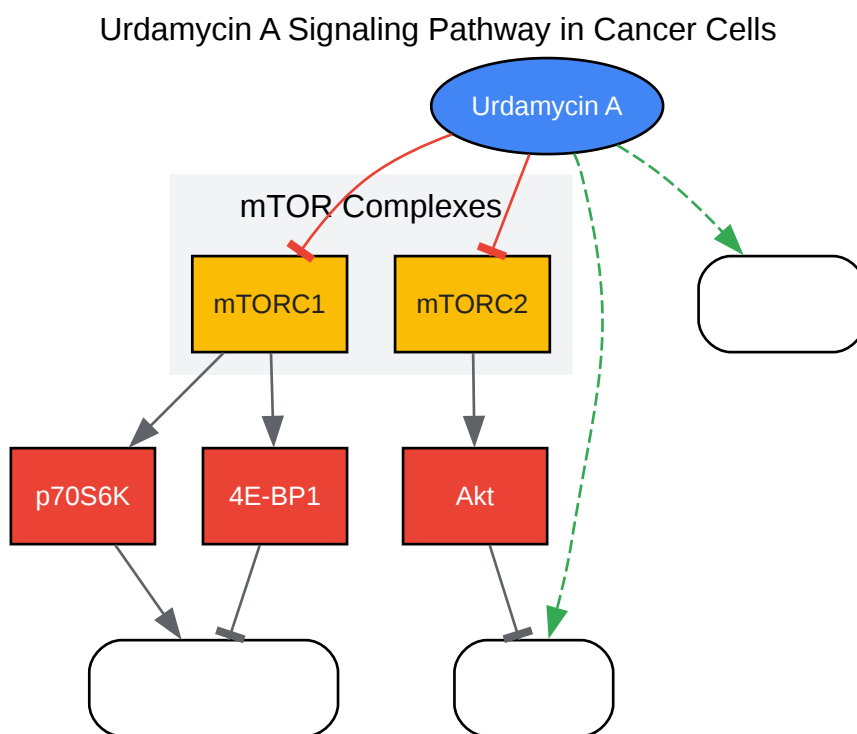 Urdamycin A Signaling Pathway in Cancer Cells
Urdamycin A
mTOR Complexes
mTORC1
mTORC2
p70S6K
4E-BP1
Akt